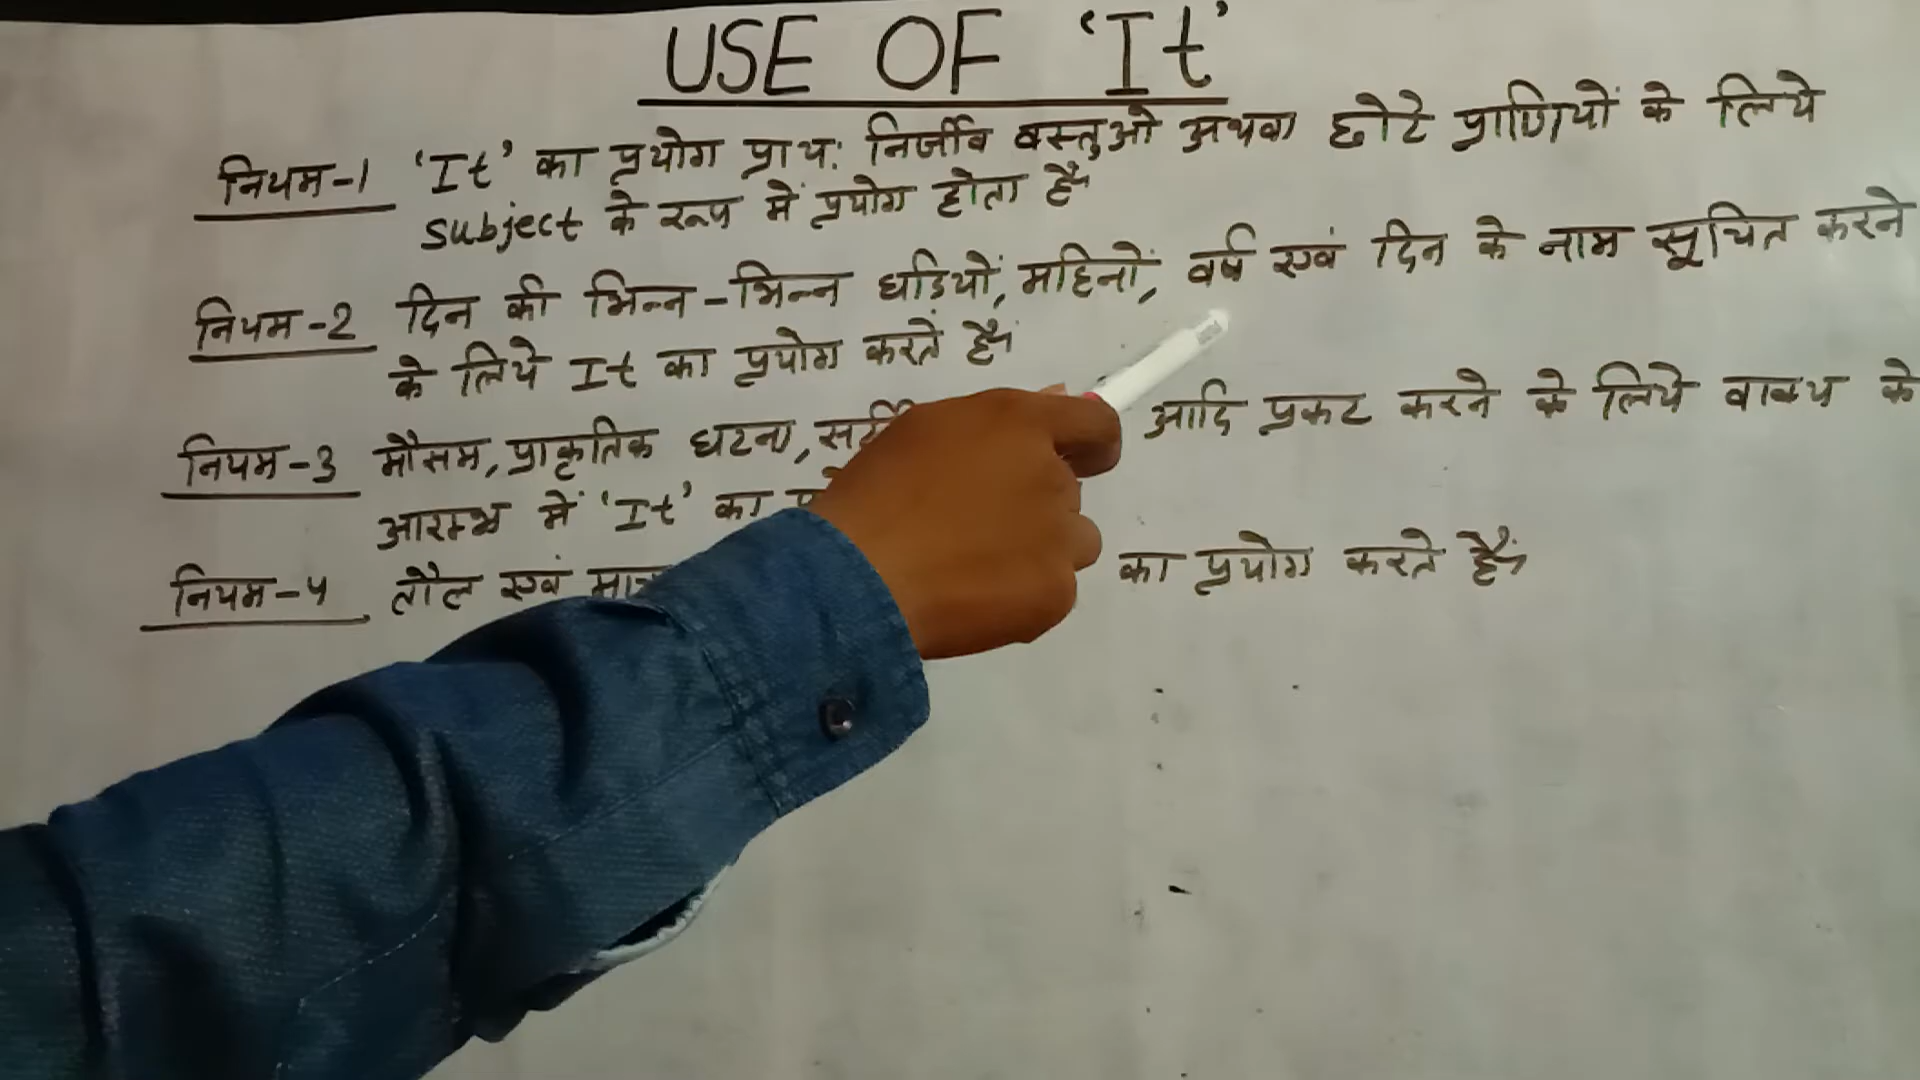 USE OF 'It'
नियम-1 'It' का प्रयोग प्राय: निर्जीव वस्तुओ अथवा छोटे प्राणियों के लिये
subject के रूप में प्रयोग होता है
नियम-2 दिन की भिन्न-भिन्न घडियों, महिनों, वर्ष एवं दिन के नाम सूचित करने
के लिये It का प्रयोग करते हैं
नियम-3 मौसम, प्राकृतिक घटना, आदि प्रकट करने के लिये वाक्य के
आरम्भ में 'It' का
नियम-4 तौल एवं का प्रयोग करते हैं